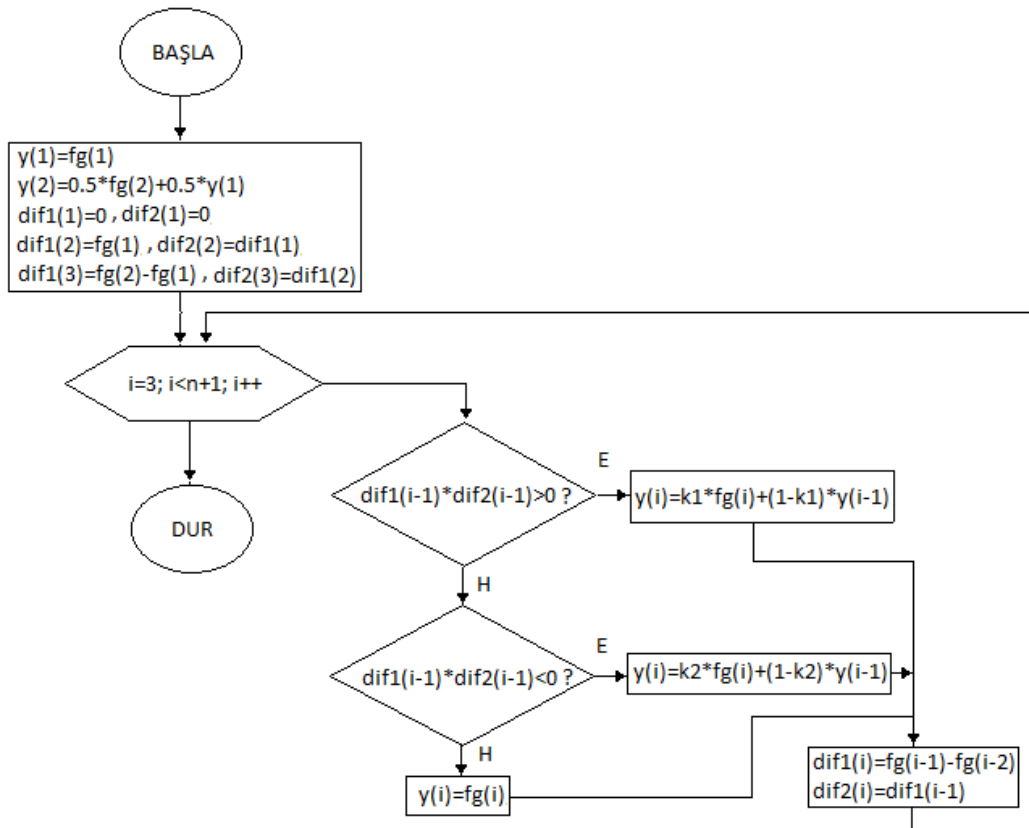 BAŞLA
y(1)=fg(1)
y(2)=0.5*fg(2)+0.5*y(1)
dif1(1)=0 , dif2(1)=0
dif1(2)=fg(1) , dif2(2)=dif1(1)
dif1(3)=fg(2)-fg(1) , dif2(3)=dif1(2)
i=3; i<n+1; i++
DUR
dif1(i-1)*dif2(i-1)>0 ?
E
y(i)=k1*fg(i)+(1-k1)*y(i-1)
H
dif1(i-1)*dif2(i-1)<0 ?
E
y(i)=k2*fg(i)+(1-k2)*y(i-1)
H
y(i)=fg(i)
dif1(i)=fg(i-1)-fg(i-2)
dif2(i)=dif1(i-1)